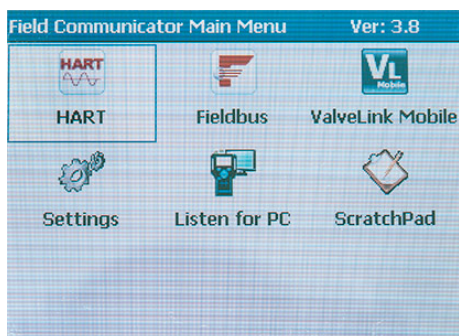 Field Communicator Main Menu Ver: 3.8
HART
VL
Mobile
HART Fieldbus ValveLink Mobile
Settings Listen for PC ScratchPad